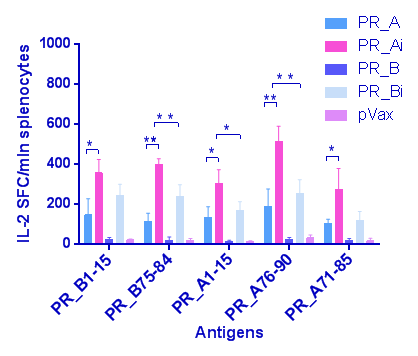 PR_A
PR_Ai
PR_B
PR_Bi
pVax
IL-2 SFC/mln splenocytes
1000
800
600
400
200
0
* ** ** * * ** ** *
PR_B1-15
PR_B75-84
PR_A1-15
PR_A76-90
PR_A71-85
Antigens